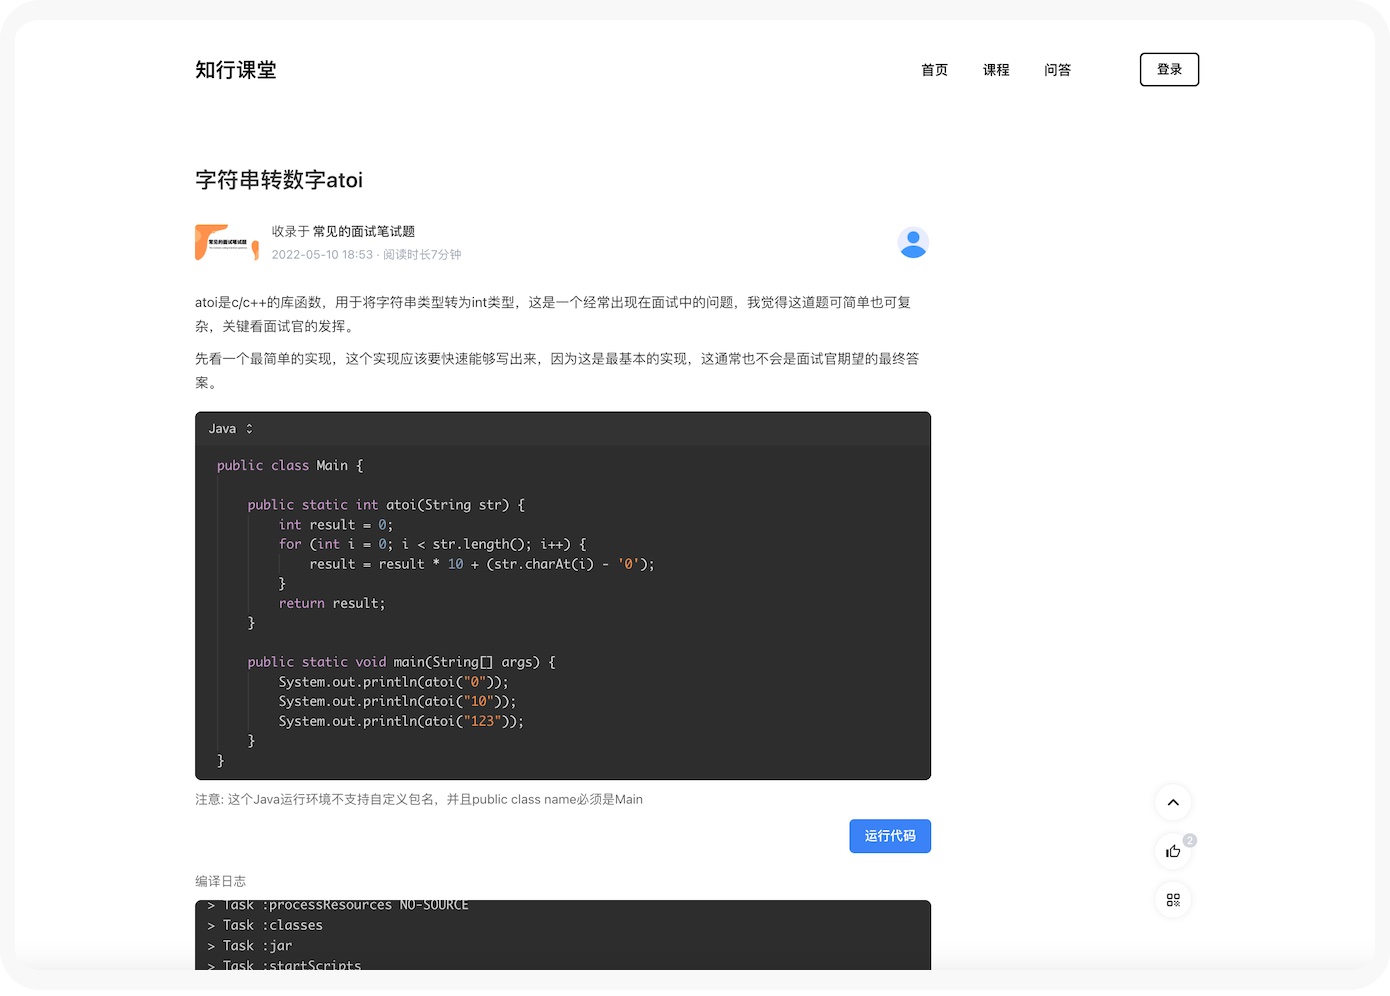 知行课堂
首页 课程 问答 登录
字符串转数字atoi
常见的面试笔试题
收录于 常见的面试笔试题
2022-05-10 18:53 · 阅读时长7分钟
atoi是c/c++的库函数，用于将字符串类型转为int类型，这是一个经常出现在面试中的问题，我觉得这道题可简单也可复
杂，关键看面试官的发挥。
先看一个最简单的实现，这个实现应该要快速能够写出来，因为这是最基本的实现，这通常也不会是面试官期望的最终答
案。
Java
public class Main {
public static int atoi(String str) {
int result = 0;
for (int i = 0; i < str.length(); i++) {
result = result * 10 + (str.charAt(i) - '0');
}
return result;
}
public static void main(String[] args) {
System.out.println(atoi("0"));
System.out.println(atoi("10"));
System.out.println(atoi("123"));
}
}
注意: 这个Java运行环境不支持自定义包名，并且public class name必须是Main
运行代码
2
编译日志
> Task :processResources NO-SOURCE
> Task :classes
> Task :jar
> Task :startScripts